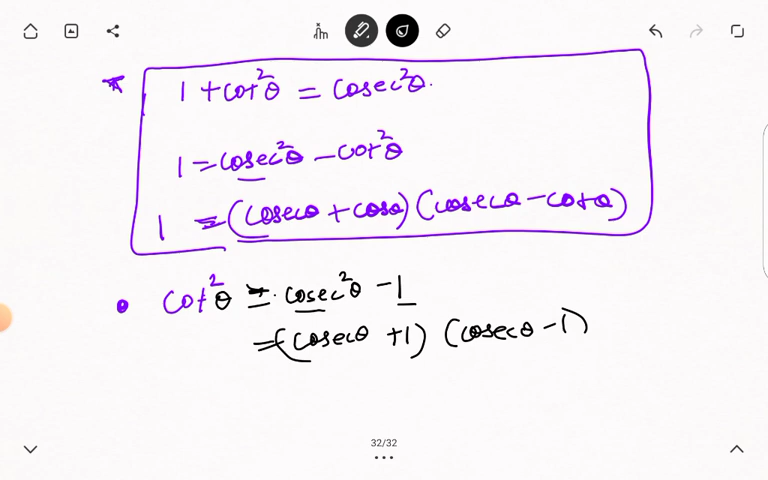 1 + cot²θ = cosec²θ.
1 = cosec²θ - cot²θ
1 = (cosecθ + cosθ) (cosecθ - cotθ)
cot²θ = cosec²θ - 1
= (cosecθ + 1) (cosecθ - 1)
32/32